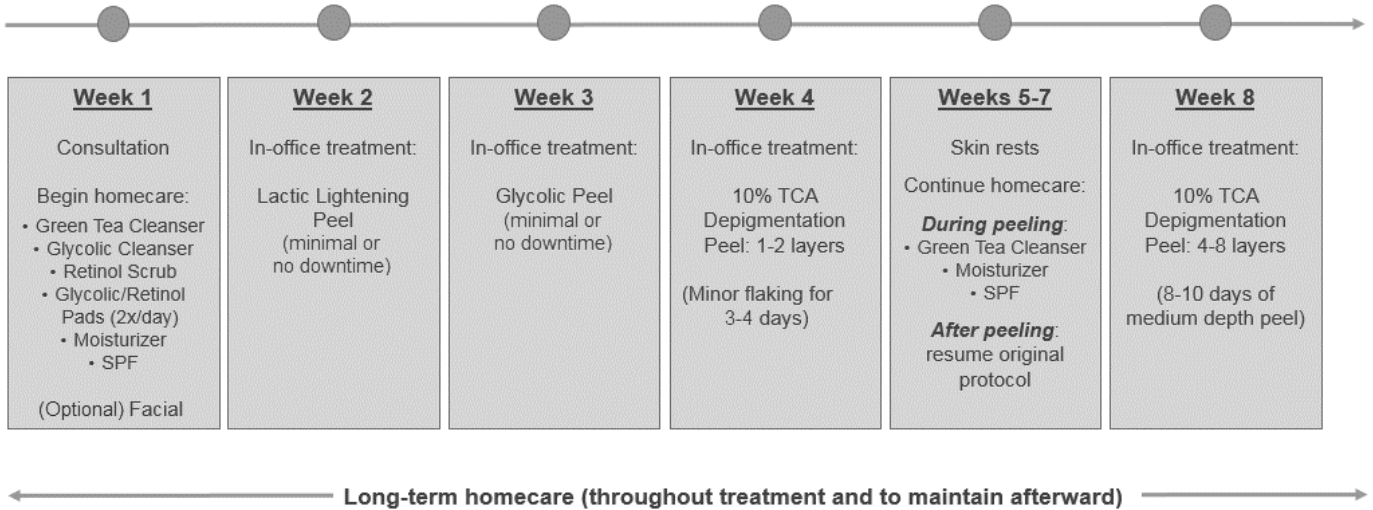 Week 1
Consultation
Begin homecare:
• Green Tea Cleanser
• Glycolic Cleanser
• Retinol Scrub
• Glycolic/Retinol
Pads (2x/day)
• Moisturizer
• SPF
(Optional) Facial
Week 2
In-office treatment:
Lactic Lightening
Peel
(minimal or
no downtime)
Week 3
In-office treatment:
Glycolic Peel
(minimal or
no downtime)
Week 4
In-office treatment:
10% TCA
Depigmentation
Peel: 1-2 layers
(Minor flaking for
3-4 days)
Weeks 5-7
Skin rests
Continue homecare:
During peeling:
• Green Tea Cleanser
• Moisturizer
• SPF
After peeling:
resume original
protocol
Week 8
In-office treatment:
10% TCA
Depigmentation
Peel: 4-8 layers
(8-10 days of
medium depth peel)
Long-term homecare (throughout treatment and to maintain afterward)